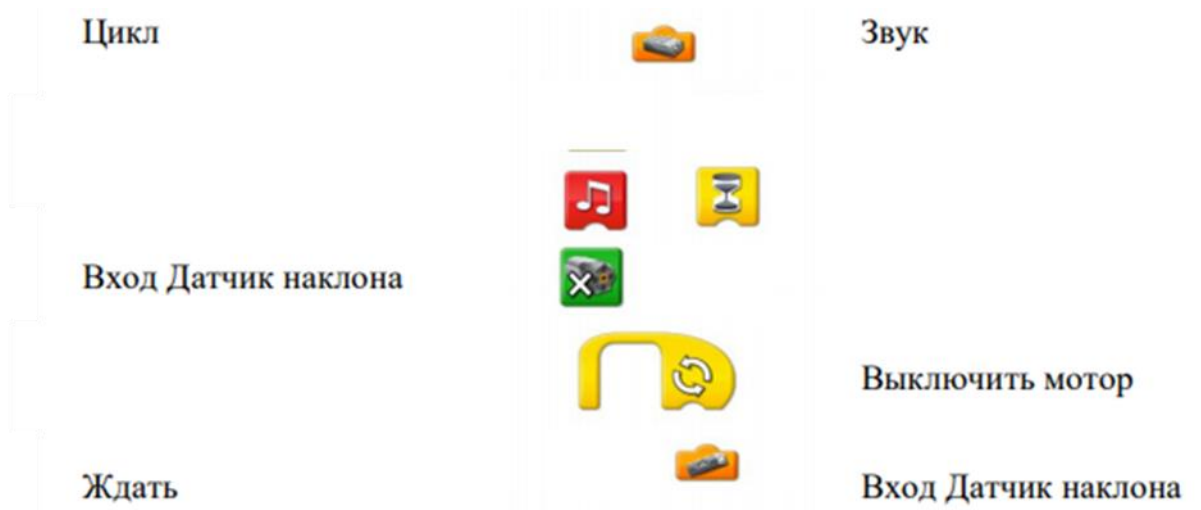 Цикл
Звук
Вход Датчик наклона
Выключить мотор
Ждать
Вход Датчик наклона